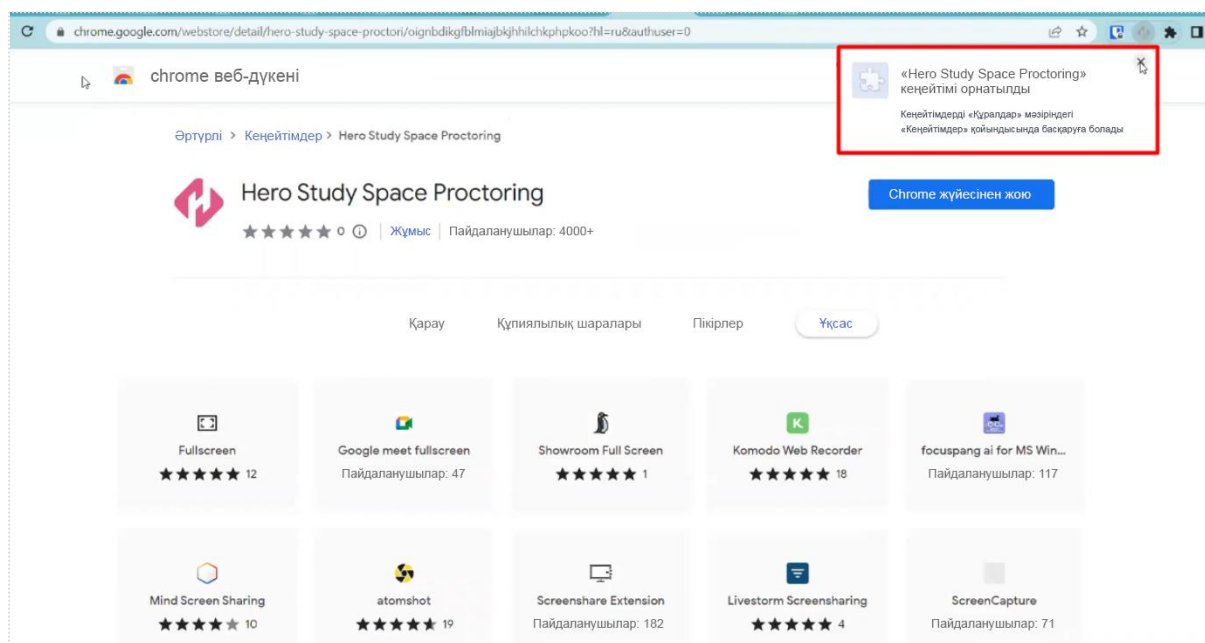 chrome.google.com/webstore/detail/hero-study-space-proctori/oignbdikgfblmiajbkjhhilchkphpkoo?hl=ru&authuser=0
chrome веб-дүкені
«Hero Study Space Proctoring»
кеңейтімі орнатылды
Кеңейтімдерді «Құралдар» мәзіріндегі
«Кеңейтімдер» қойындысында басқаруға болады
Әртүрлі > Кеңейтімдер > Hero Study Space Proctoring
Hero Study Space Proctoring
Chrome жүйесінен жою
0 Жұмыс Пайдаланушылар: 4000+
Қарау Құпиялылық шаралары Пікірлер Ұқсас
Fullscreen Google meet fullscreen Showroom Full Screen Komodo Web Recorder focuspang ai for MS Win...
12 Пайдаланушылар: 47 1 18 Пайдаланушылар: 117
Mind Screen Sharing atomshot Screenshare Extension Livestorm Screensharing ScreenCapture
10 19 Пайдаланушылар: 182 4 Пайдаланушылар: 71